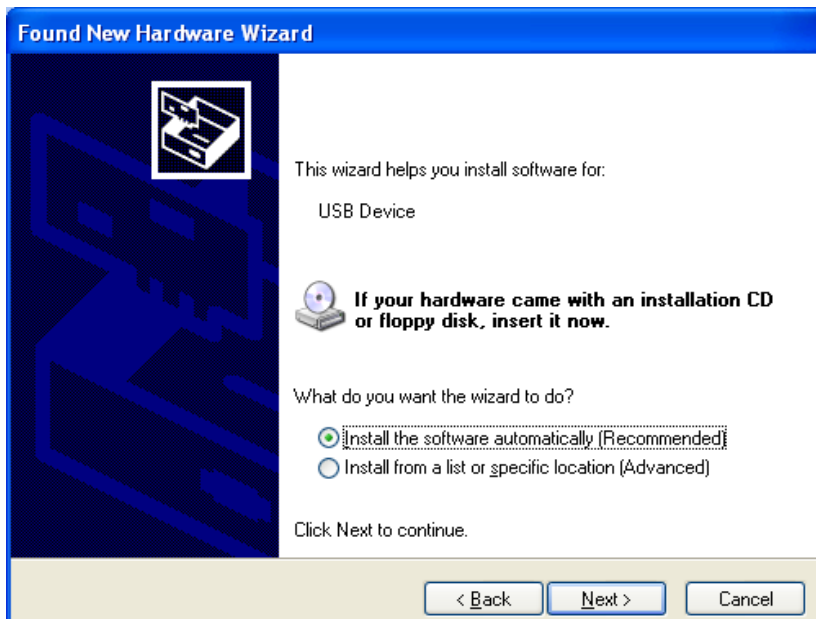 Found New Hardware Wizard
This wizard helps you install software for:
USB Device
If your hardware came with an installation CD
or floppy disk, insert it now.
What do you want the wizard to do?
Install the software automatically (Recommended)
Install from a list or specific location (Advanced)
Click Next to continue.
< Back
Next >
Cancel